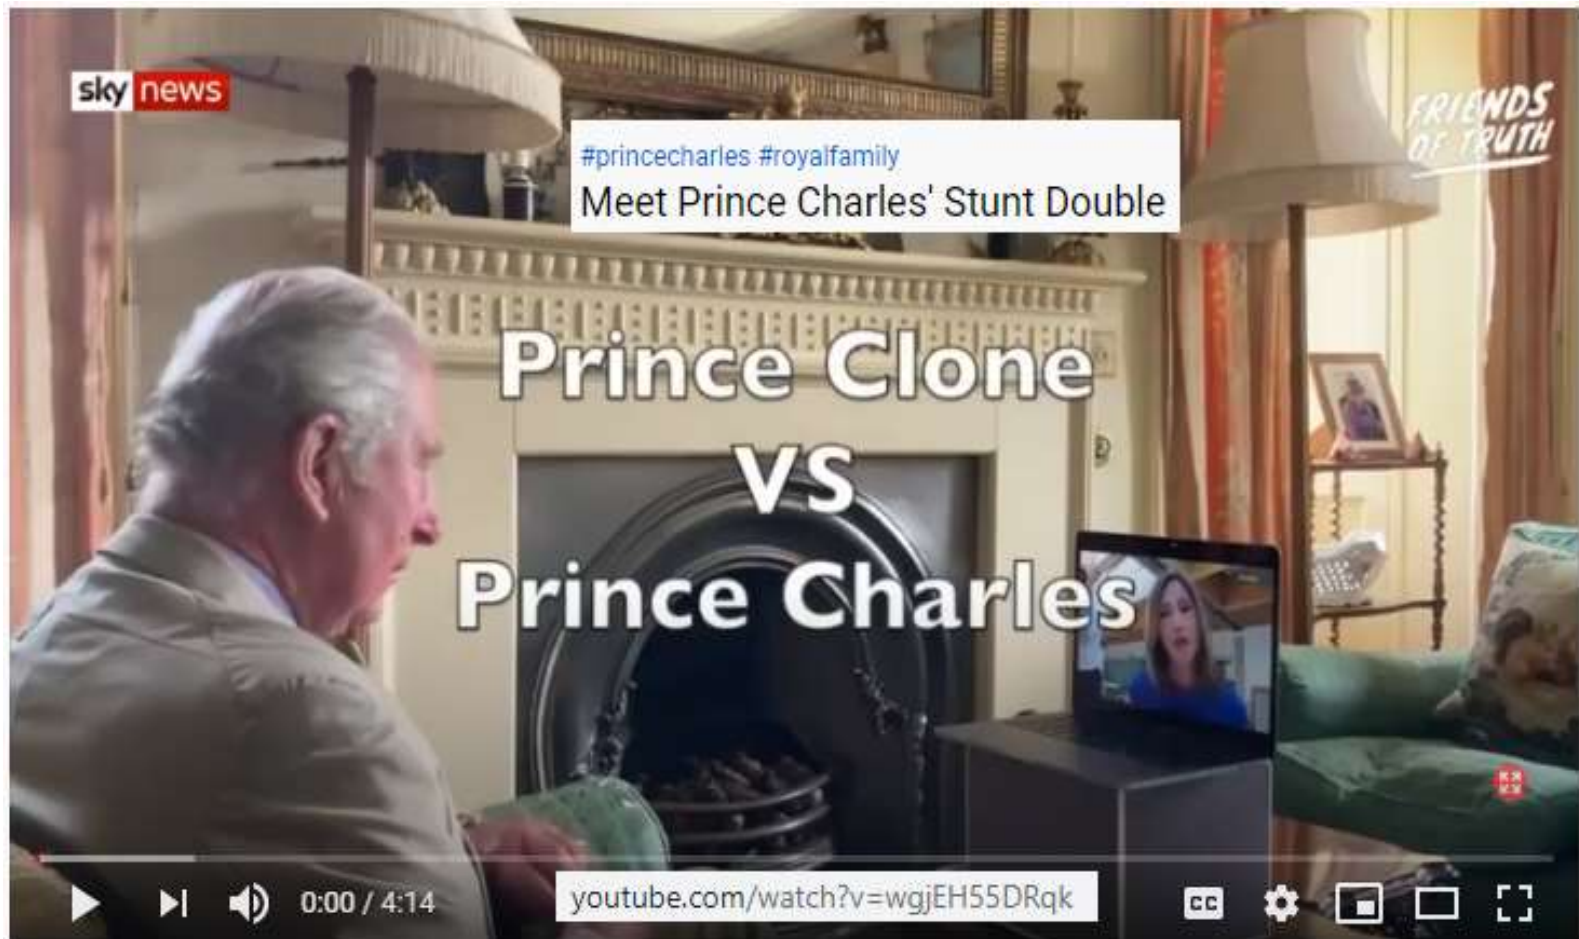 sky news
FRIENDS
OF TRUTH
#princecharles #royalfamily
Meet Prince Charles' Stunt Double
Prince Clone
VS
Prince Charles
0:00 / 4:14
youtube.com/watch?v=wgjEH55DRqk
CC